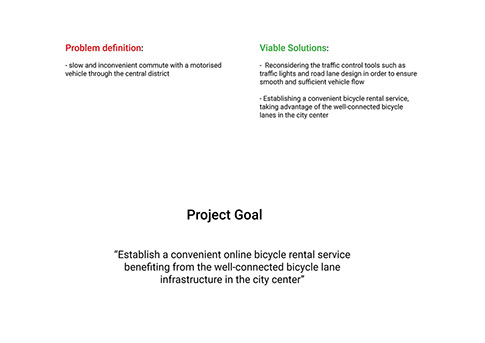 Problem definition:
- slow and inconvenient commute with a motorised
vehicle through the central district
Viable Solutions:
- Reconsidering the traffic control tools such as
traffic lights and road lane design in order to ensure
smooth and sufficient vehicle flow
- Establishing a convenient bicycle rental service,
taking advantage of the well-connected bicycle
lanes in the city center
Project Goal
“Establish a convenient online bicycle rental service
benefiting from the well-connected bicycle lane
infrastructure in the city center”